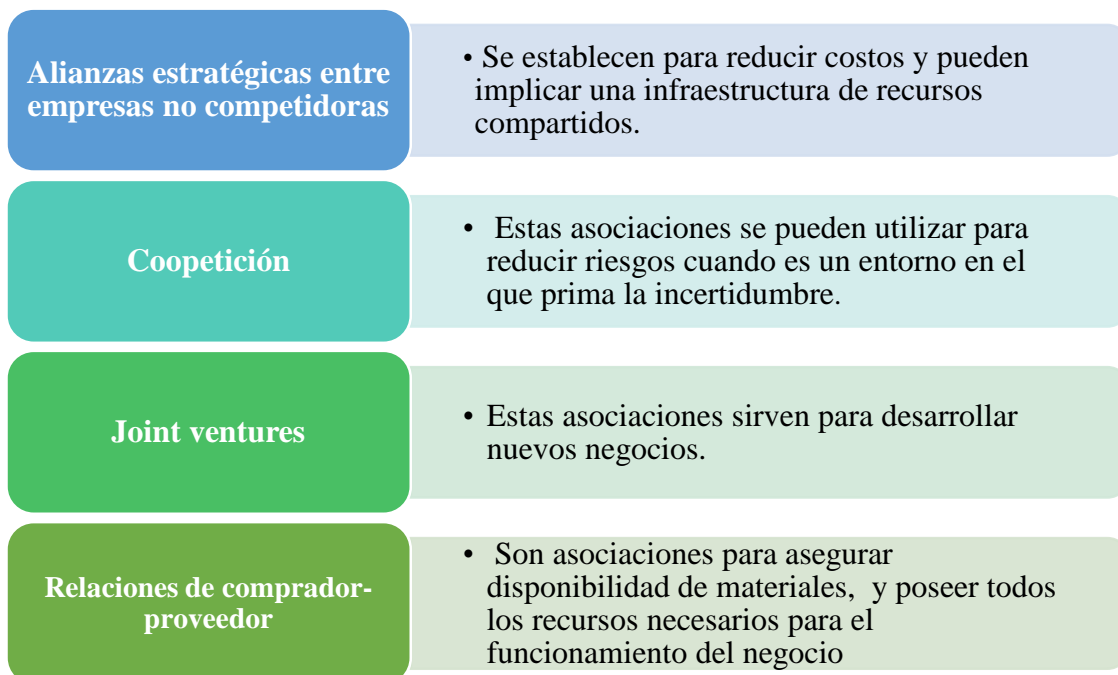 Alianzas estratégicas entre
empresas no competidoras
• Se establecen para reducir costos y pueden
implicar una infraestructura de recursos
compartidos.
Coopetición
• Estas asociaciones se pueden utilizar para
reducir riesgos cuando es un entorno en el
que prima la incertidumbre.
Joint ventures
• Estas asociaciones sirven para desarrollar
nuevos negocios.
Relaciones de comprador-
proveedor
• Son asociaciones para asegurar
disponibilidad de materiales, y poseer todos
los recursos necesarios para el
funcionamiento del negocio